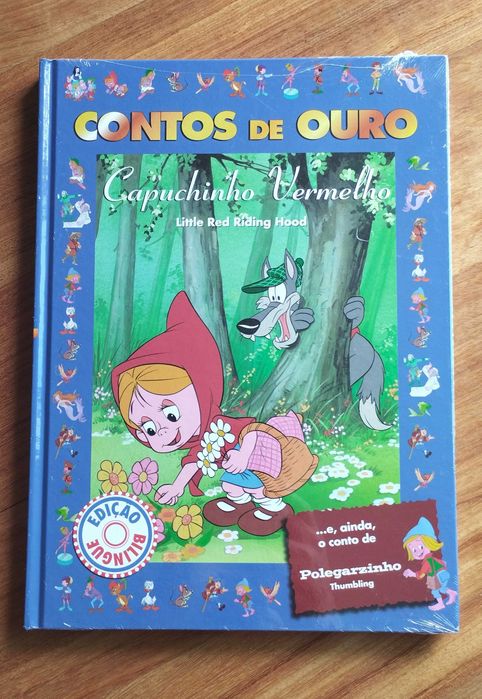 CONTOS DE OURO
Capuchinho Vermelho
Little Red Riding Hood
EDIÇÃO
BILINGUE
...e, ainda,
o conto de
Polegarzinho
Thumbling